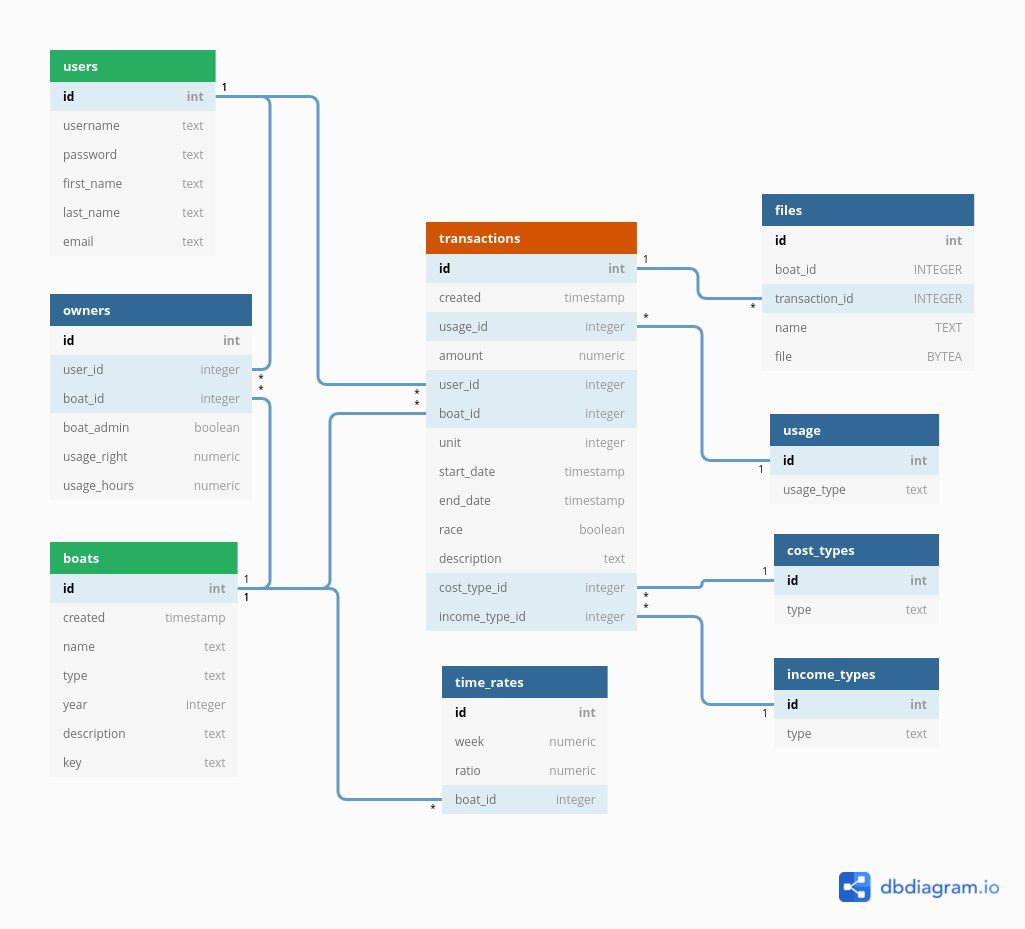 users
id int
username text
password text
first_name text
last_name text
email text
1
owners
id int
user_id integer
boat_id integer
boat_admin boolean
usage_right numeric
usage_hours numeric
*
*
boats
id int
created timestamp
name text
type text
year integer
description text
key text
1
1
transactions
id int
created timestamp
usage_id integer
amount numeric
user_id integer
boat_id integer
unit integer
start_date timestamp
end_date timestamp
race boolean
description text
cost_type_id integer
income_type_id integer
1
*
*
*
*
*
time_rates
id int
week numeric
ratio numeric
boat_id integer
*
files
id int
boat_id INTEGER
transaction_id INTEGER
name TEXT
file BYTEA
*
usage
id int
usage_type text
1
cost_types
id int
type text
1
income_types
id int
type text
1
dbdiagram.io